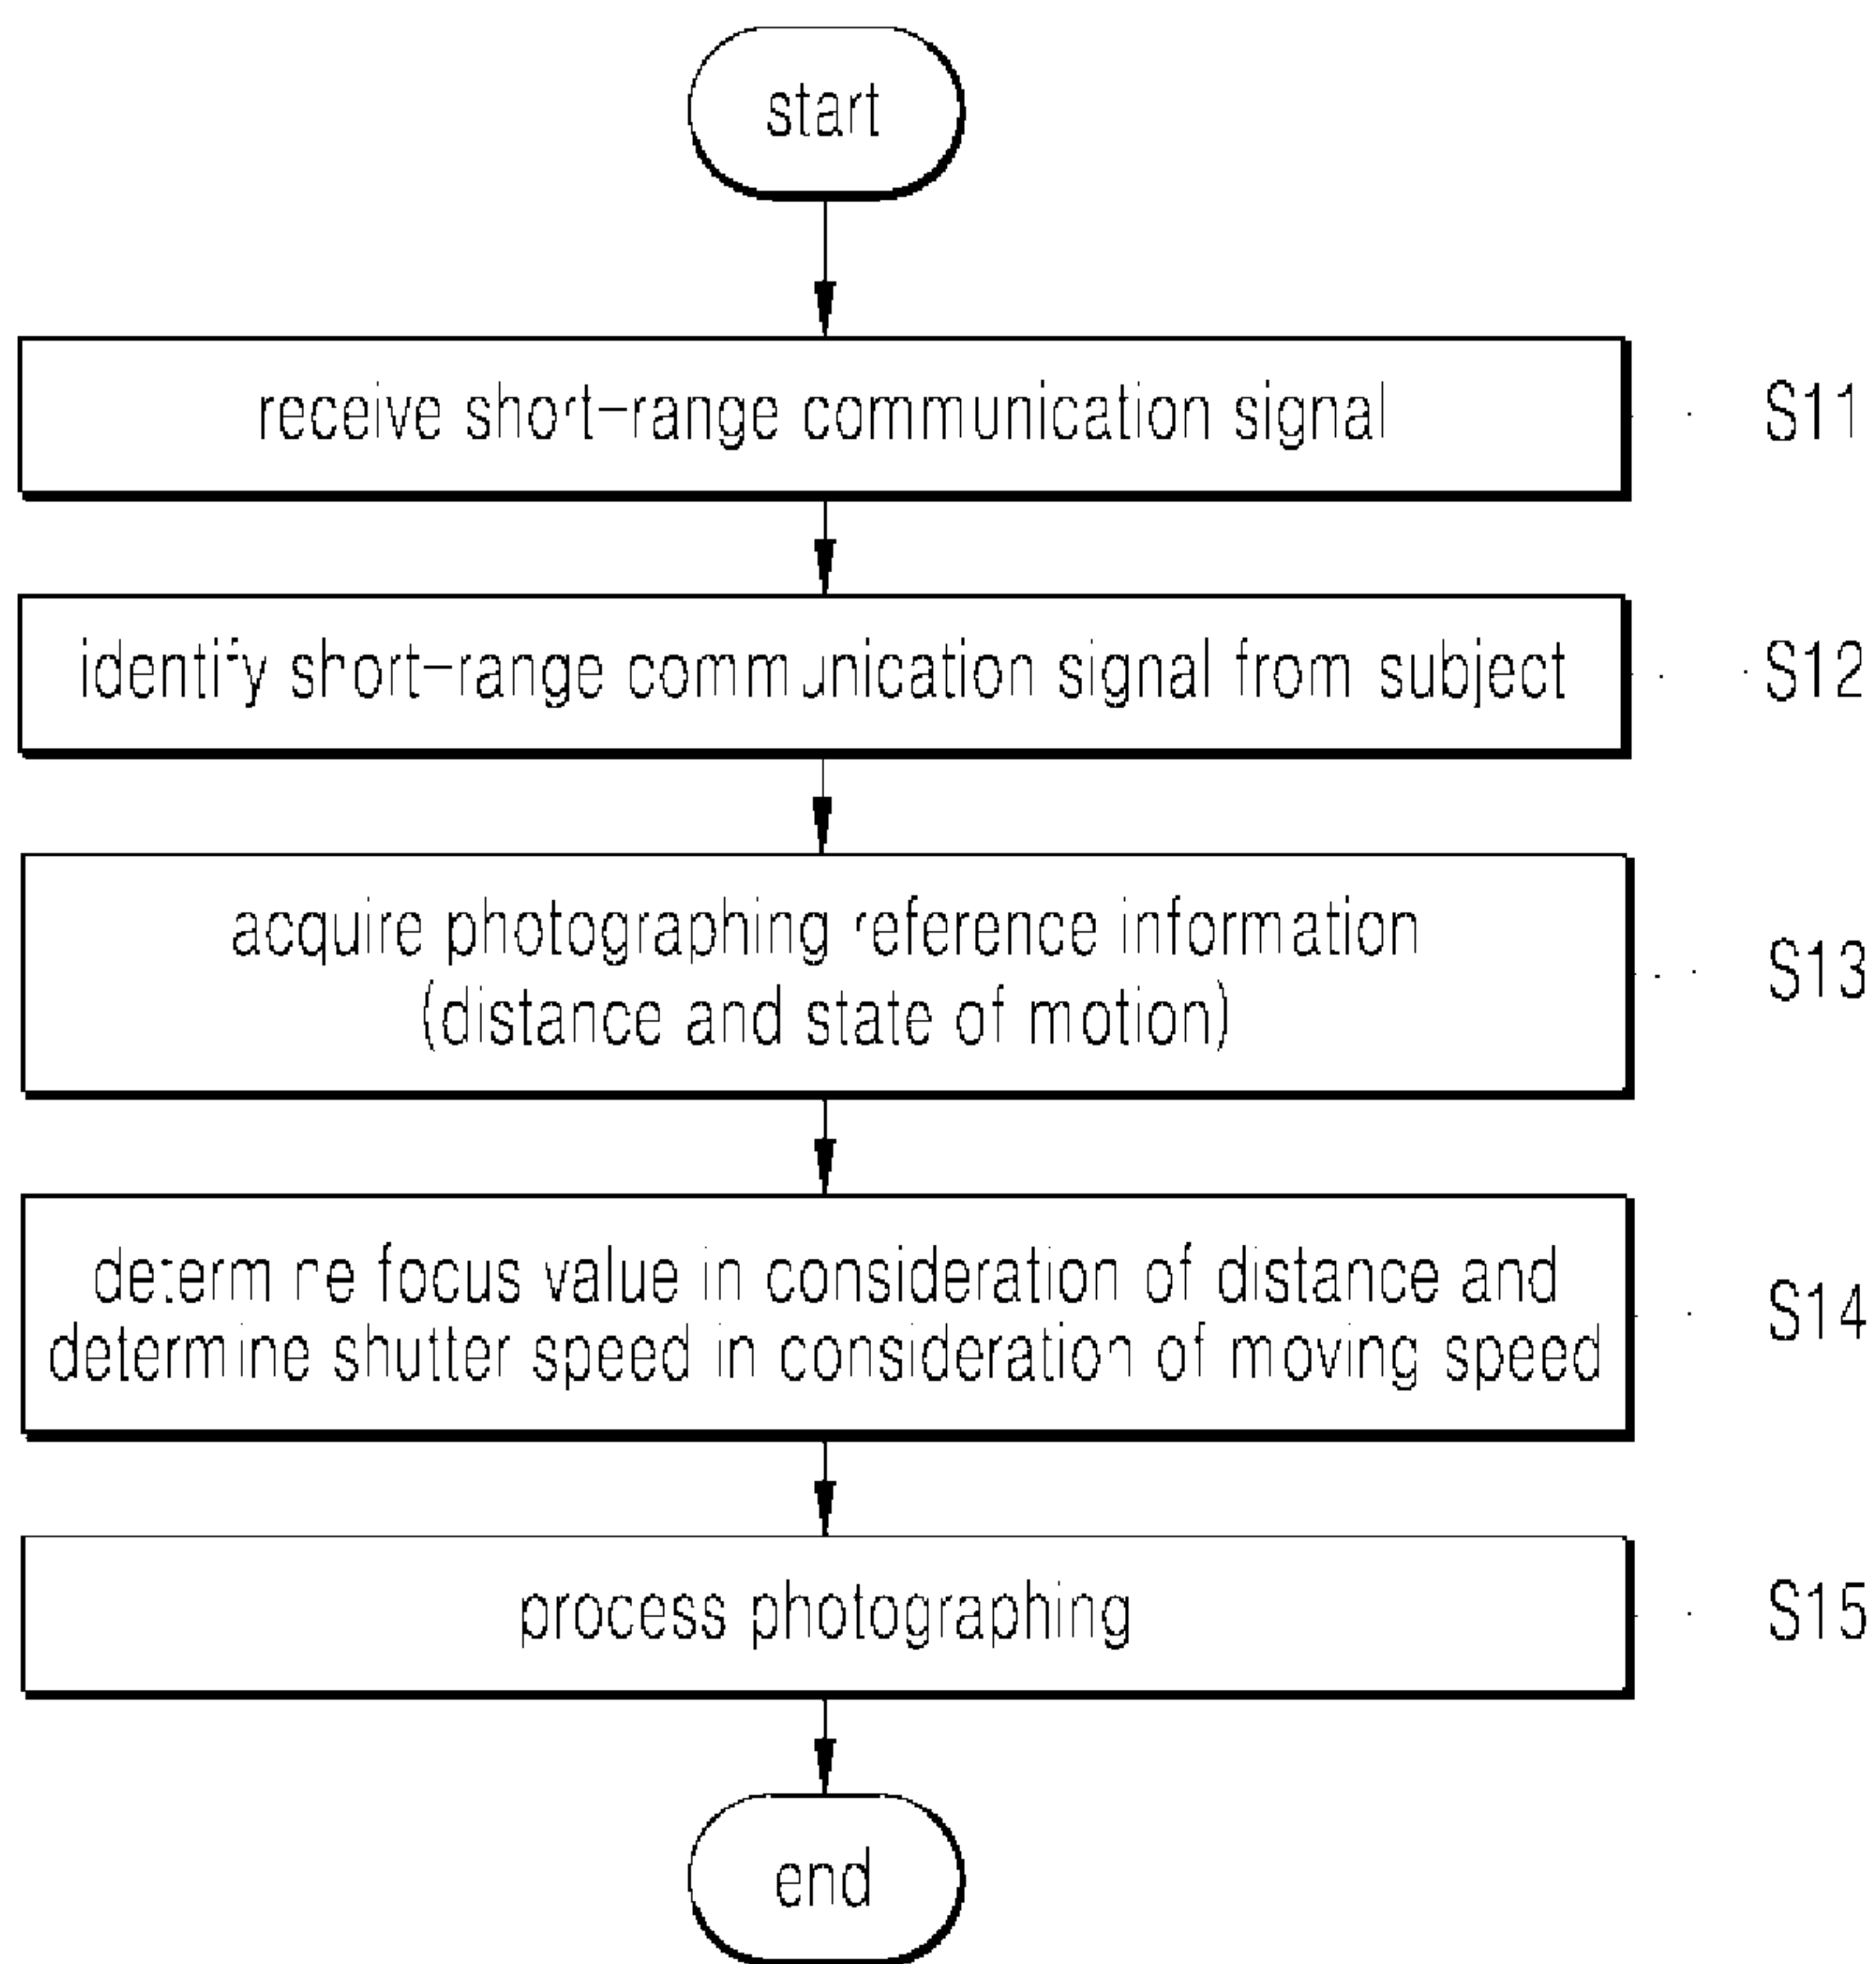 start
receive short-range communication signal
S11
identify short-range communication signal from subject
S12
acquire photographing reference information
(distance and state of motion)
S13
determine focus value in consideration of distance and
determine shutter speed in consideration of moving speed
S14
process photographing
S15
end